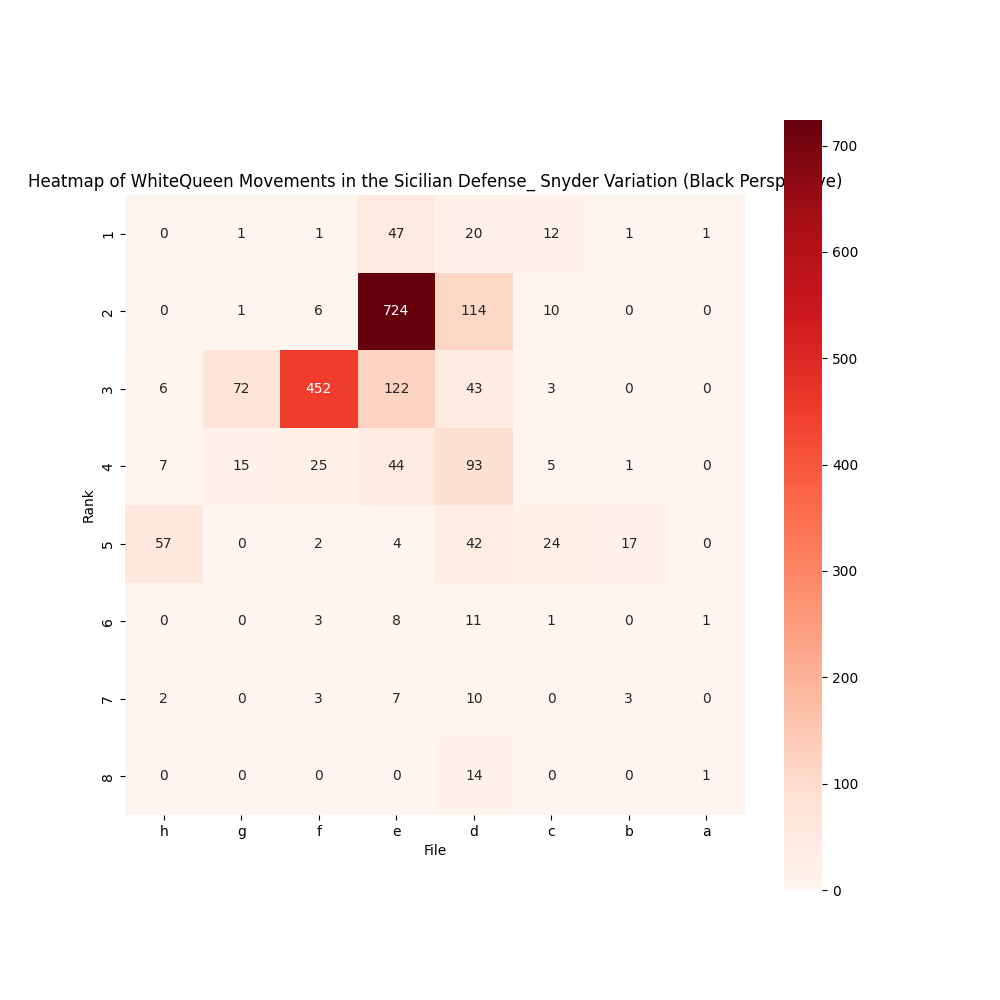 Heatmap of WhiteQueen Movements in the Sicilian Defense_ Snyder Variation (Black Perspective)
1 0 1 1 47 20 12 1 1
2 0 1 6 724 114 10 0 0
3 6 72 452 122 43 3 0 0
4 7 15 25 44 93 5 1 0
5 57 0 2 4 42 24 17 0
6 0 0 3 8 11 1 0 1
7 2 0 3 7 10 0 3 0
8 0 0 0 0 14 0 0 1
h g f e d c b a
File
Rank
700
600
500
400
300
200
100
0